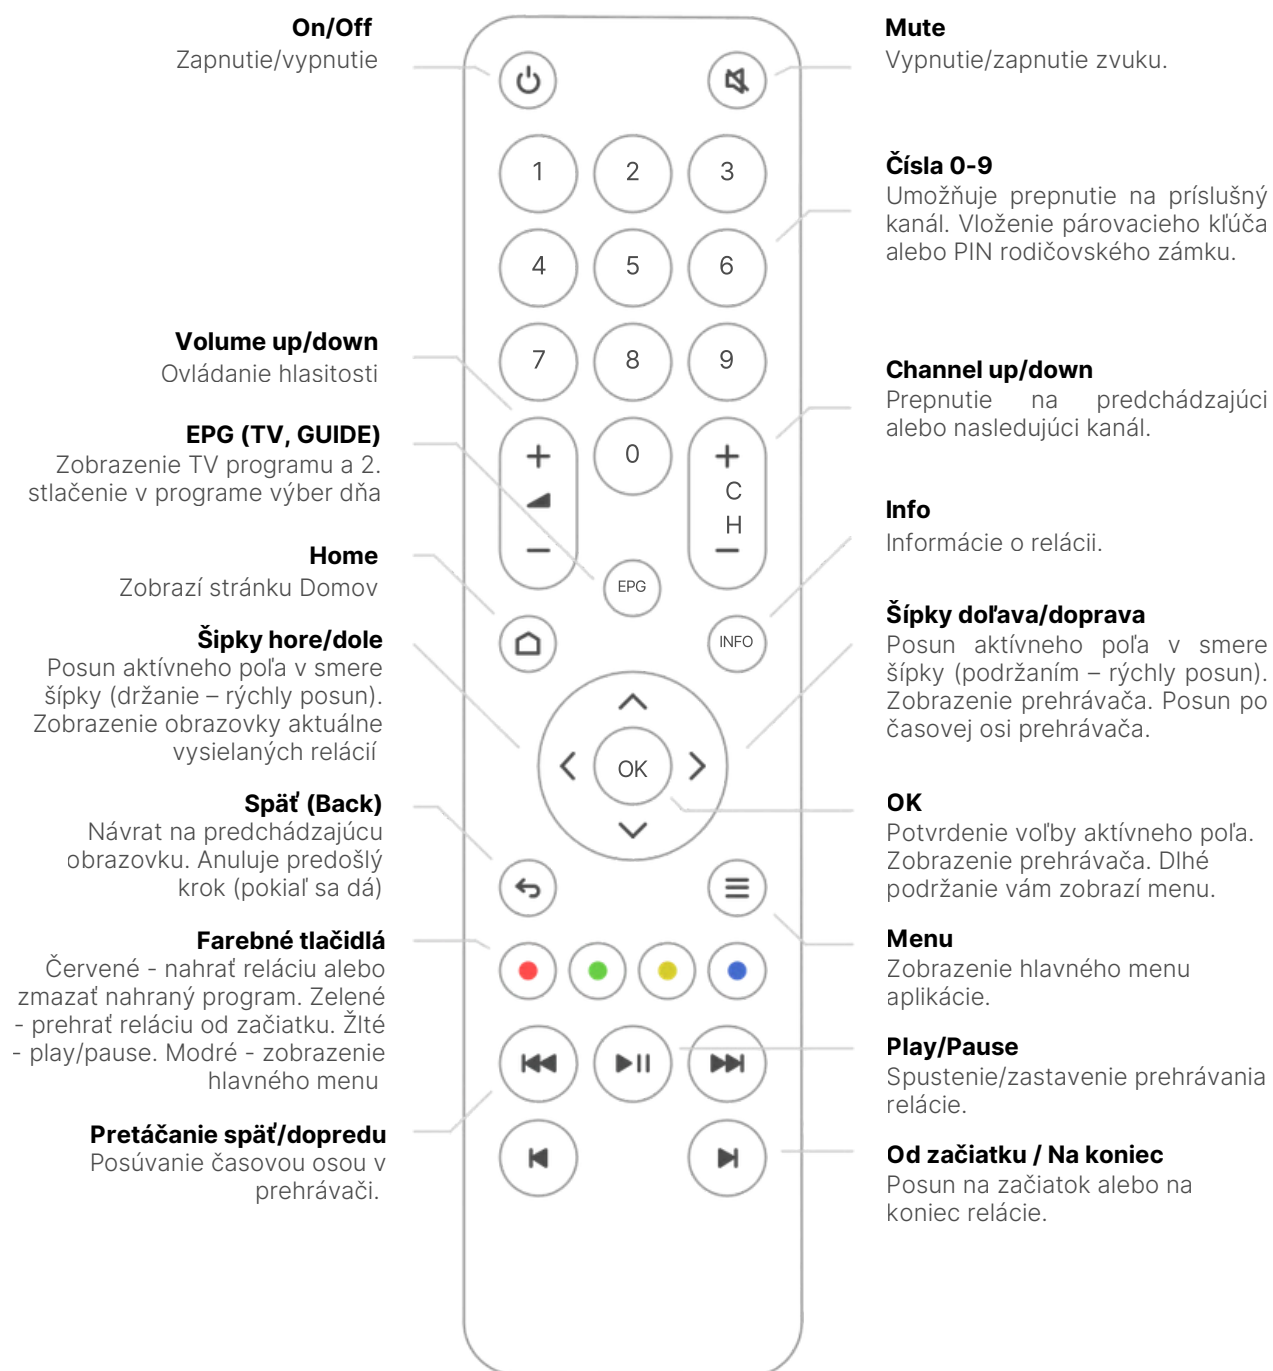 On/Off
Zapnutie/vypnutie
Volume up/down
Ovládanie hlasitosti
EPG (TV, GUIDE)
Zobrazenie TV programu a 2.
stlačenie v programe výber dňa
Home
Zobrazí stránku Domov
Šipky hore/dole
Posun aktívneho poľa v smere
šípky (držanie – rýchly posun).
Zobrazenie obrazovky aktuálne
vysielaných relácií
Späť (Back)
Návrat na predchádzajúcu
obrazovku. Anuluje predošlý
krok (pokiaľ sa dá)
Farebné tlačidlá
Červené - nahrať reláciu alebo
zmazať nahraný program. Zelené
- prehrať reláciu od začiatku. Žlté
- play/pause. Modré - zobrazenie
hlavného menu
Pretáčanie späť/dopredu
Posúvanie časovou osou v
prehrávači.
1 2 3
4 5 6
7 8 9
0
C
H
EPG
INFO
OK
Mute
Vypnutie/zapnutie zvuku.
Čísla 0-9
Umožňuje prepnutie na príslušný
kanál. Vloženie párovacieho kľúča
alebo PIN rodičovského zámku.
Channel up/down
Prepnutie na predchádzajúci
alebo nasledujúci kanál.
Info
Informácie o relácii.
Šípky doľava/doprava
Posun aktívneho poľa v smere
šípky (podržaním – rýchly posun).
Zobrazenie prehrávača. Posun po
časovej osi prehrávača.
OK
Potvrdenie voľby aktívneho poľa.
Zobrazenie prehrávača. Dlhé
podržanie vám zobrazí menu.
Menu
Zobrazenie hlavného menu
aplikácie.
Play/Pause
Spustenie/zastavenie prehrávania
relácie.
Od začiatku / Na koniec
Posun na začiatok alebo na
koniec relácie.